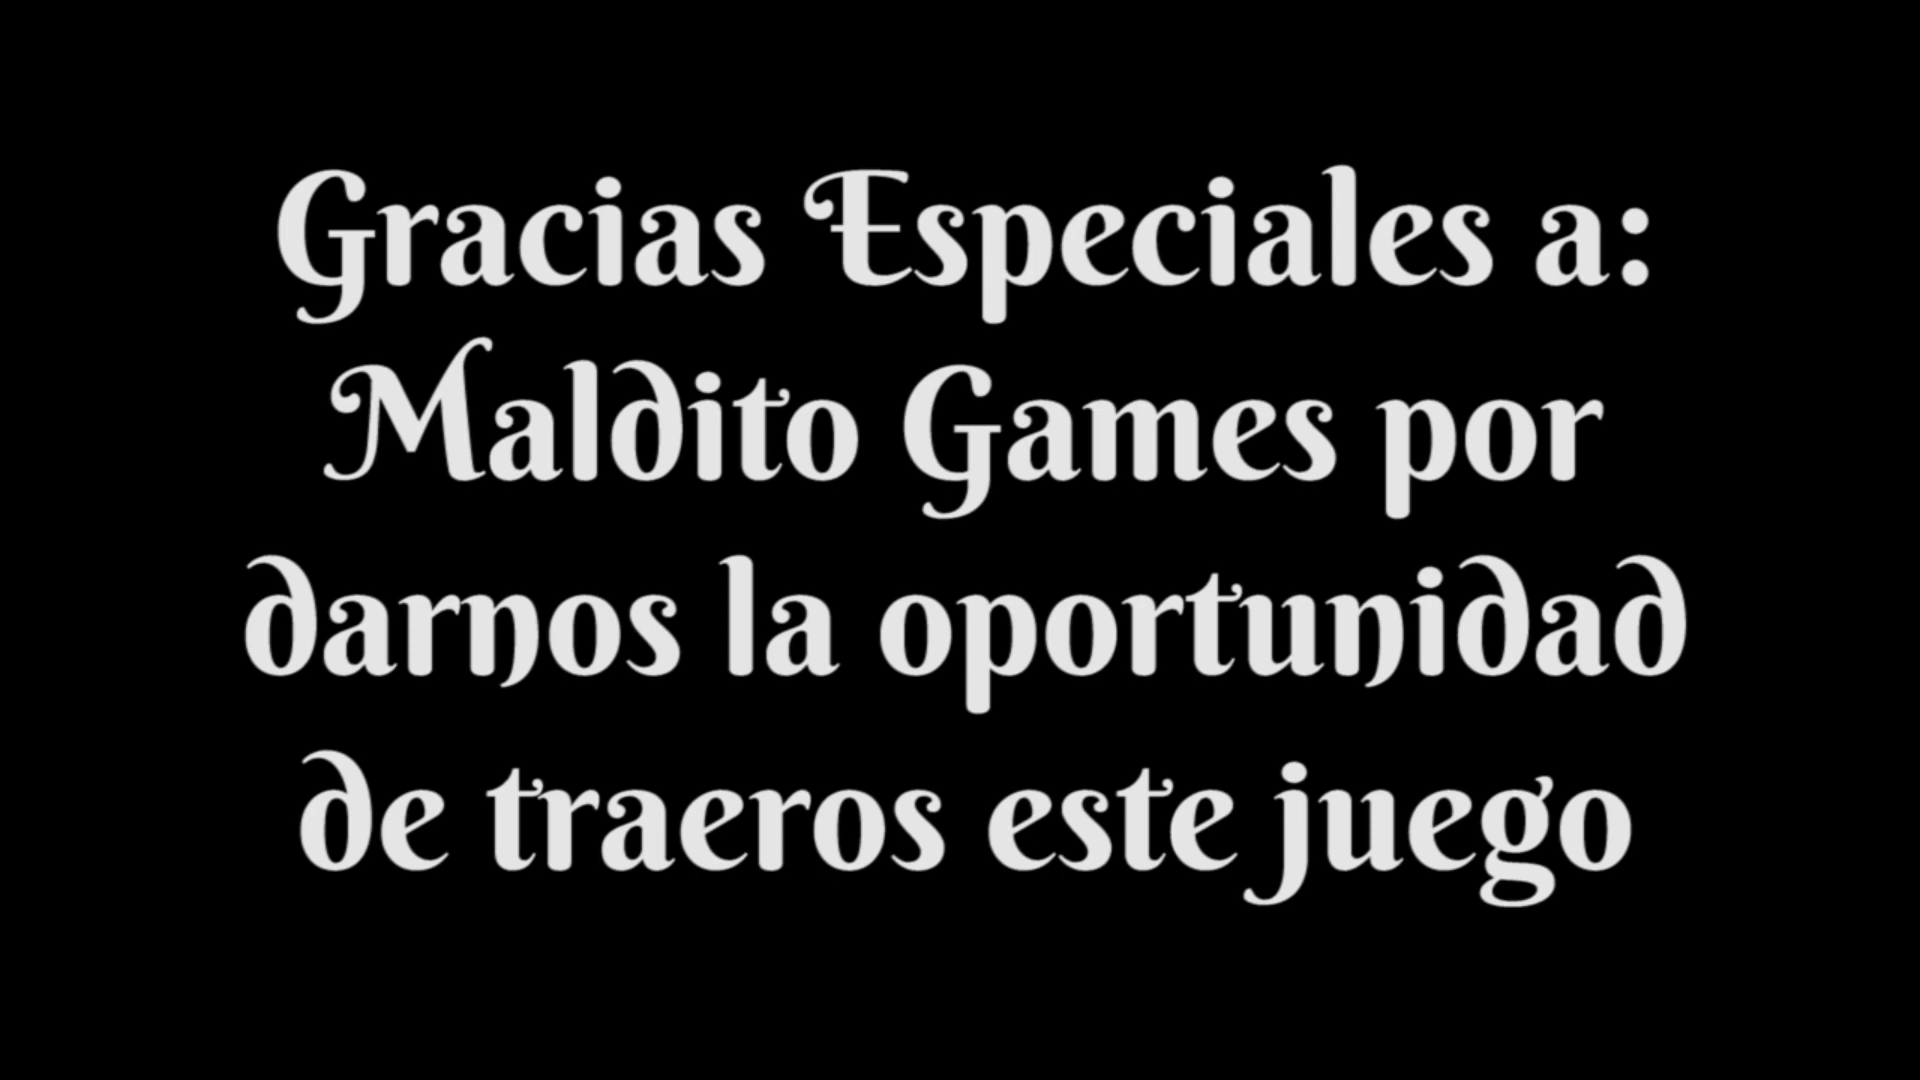 Gracias Especiales a:
Maldito Games por
darnos la oportunidad
de traeros este juego